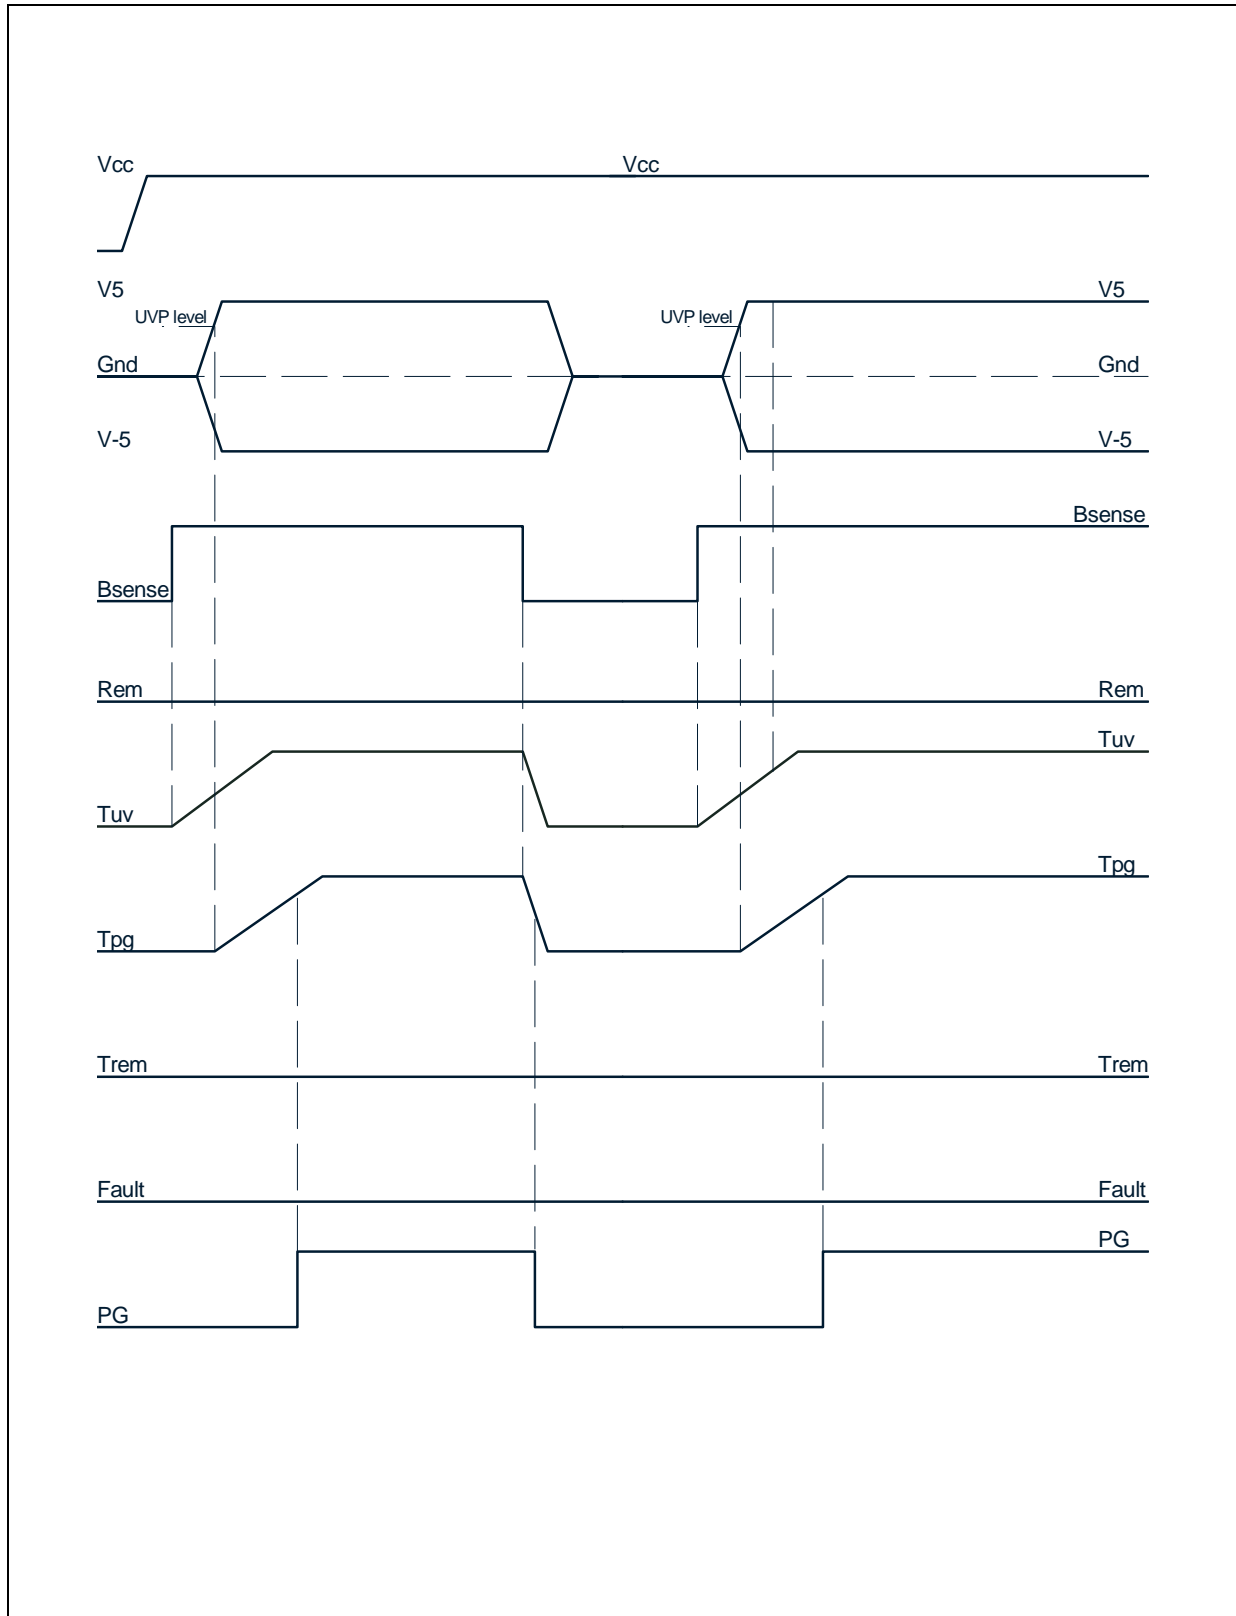 Vcc Vcc
V5 V5
UVP level UVP level
Gnd Gnd
V-5 V-5
Bsense
Bsense
Rem Rem
Tuv
Tuv
Tpg
Tpg
Trem Trem
Fault Fault
PG
PG